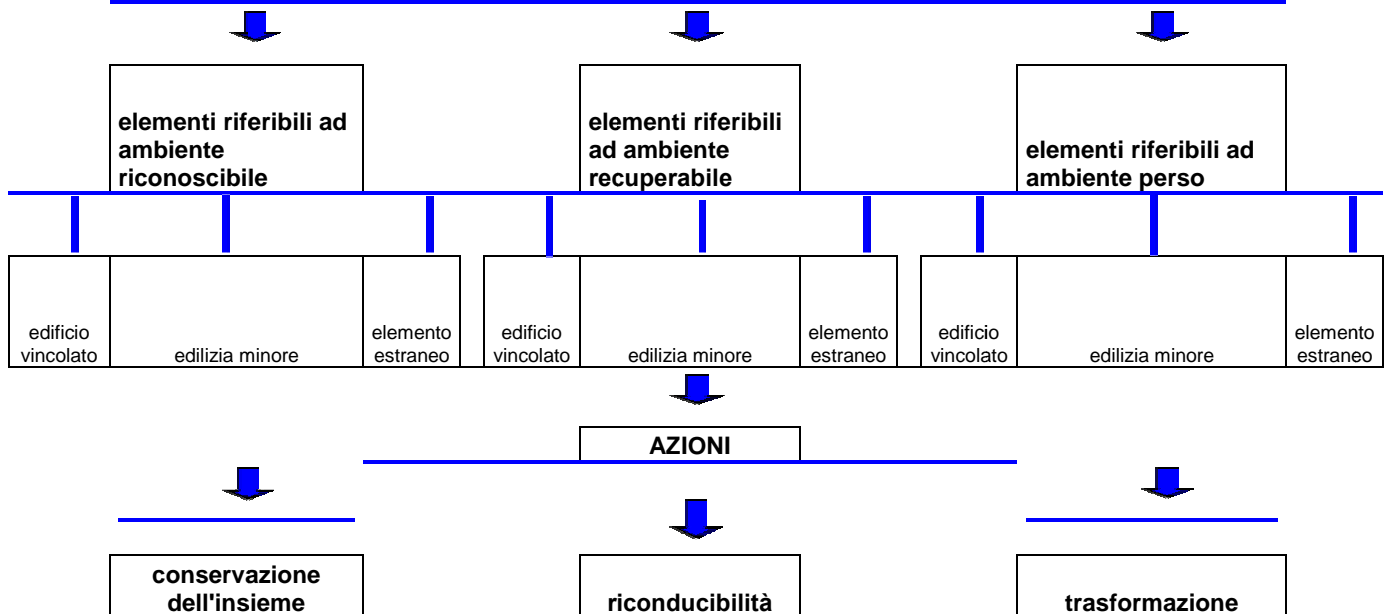 elementi riferibili ad
ambiente
riconoscibile
elementi riferibili
ad ambiente
recuperabile
elementi riferibili ad
ambiente perso
edificio
vincolato
edilizia minore
elemento
estraneo
edificio
vincolato
edilizia minore
elemento
estraneo
edificio
vincolato
edilizia minore
elemento
estraneo
AZIONI
conservazione
dell'insieme
riconducibilità
trasformazione